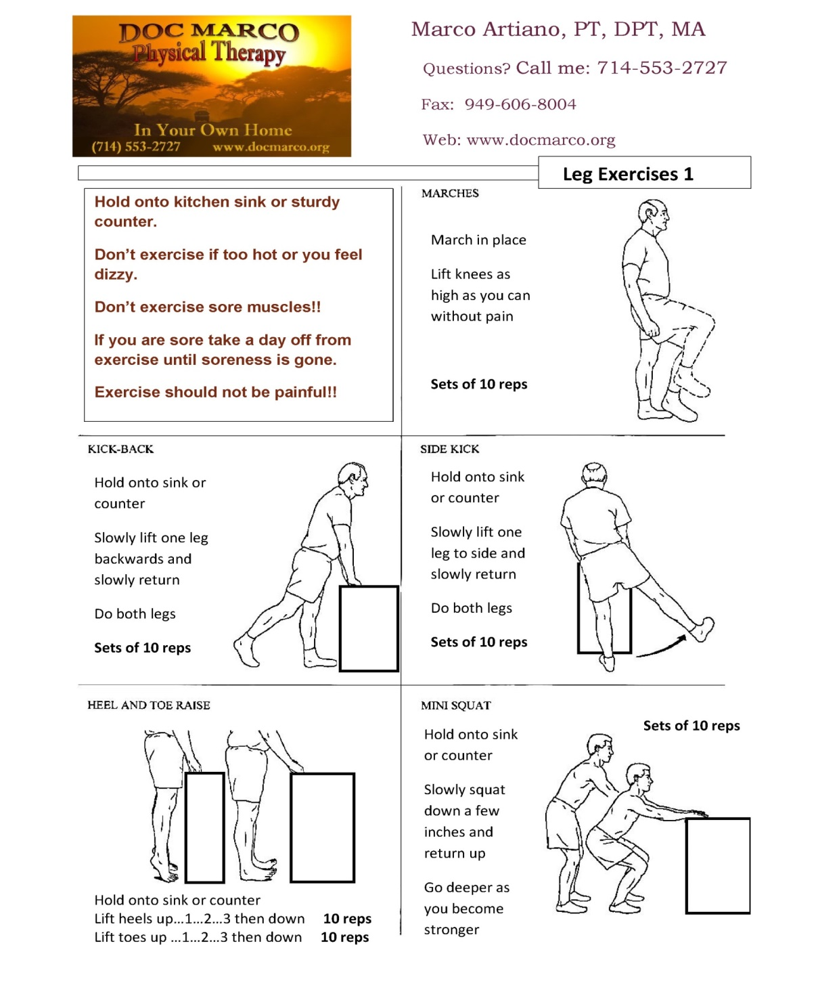 DOC MARCO
Physical Therapy
In Your Own Home
(714) 553-2727 www.docmarco.org
Marco Artiano, PT, DPT, MA
Questions? Call me: 714-553-2727
Fax: 949-606-8004
Web: www.docmarco.org
Leg Exercises 1
Hold onto kitchen sink or sturdy
counter.
Don’t exercise if too hot or you feel
dizzy.
Don’t exercise sore muscles!!
If you are sore take a day off from
exercise until soreness is gone.
Exercise should not be painful!!
MARCHES
March in place
Lift knees as
high as you can
without pain
Sets of 10 reps
KICK-BACK
Hold onto sink or
counter
Slowly lift one leg
backwards and
slowly return
Do both legs
Sets of 10 reps
SIDE KICK
Hold onto sink
or counter
Slowly lift one
leg to side and
slowly return
Do both legs
Sets of 10 reps
HEEL AND TOE RAISE
Hold onto sink or counter
Lift heels up...1...2...3 then down 10 reps
Lift toes up ...1...2...3 then down 10 reps
MINI SQUAT
Sets of 10 reps
Hold onto sink
or counter
Slowly squat
down a few
inches and
return up
Go deeper as
you become
stronger